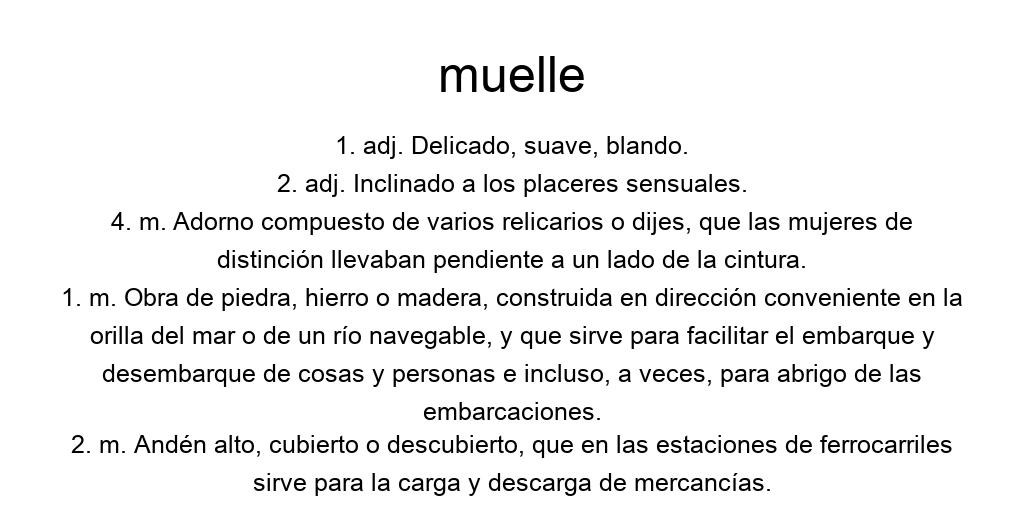 muelle
1. adj. Delicado, suave, blando.
2. adj. Inclinado a los placeres sensuales.
4. m. Adorno compuesto de varios relicarios o dijes, que las mujeres de
distinción llevaban pendiente a un lado de la cintura.
1. m. Obra de piedra, hierro o madera, construida en dirección conveniente en la
orilla del mar o de un río navegable, y que sirve para facilitar el embarque y
desembarque de cosas y personas e incluso, a veces, para abrigo de las
embarcaciones.
2. m. Andén alto, cubierto o descubierto, que en las estaciones de ferrocarriles
sirve para la carga y descarga de mercancías.